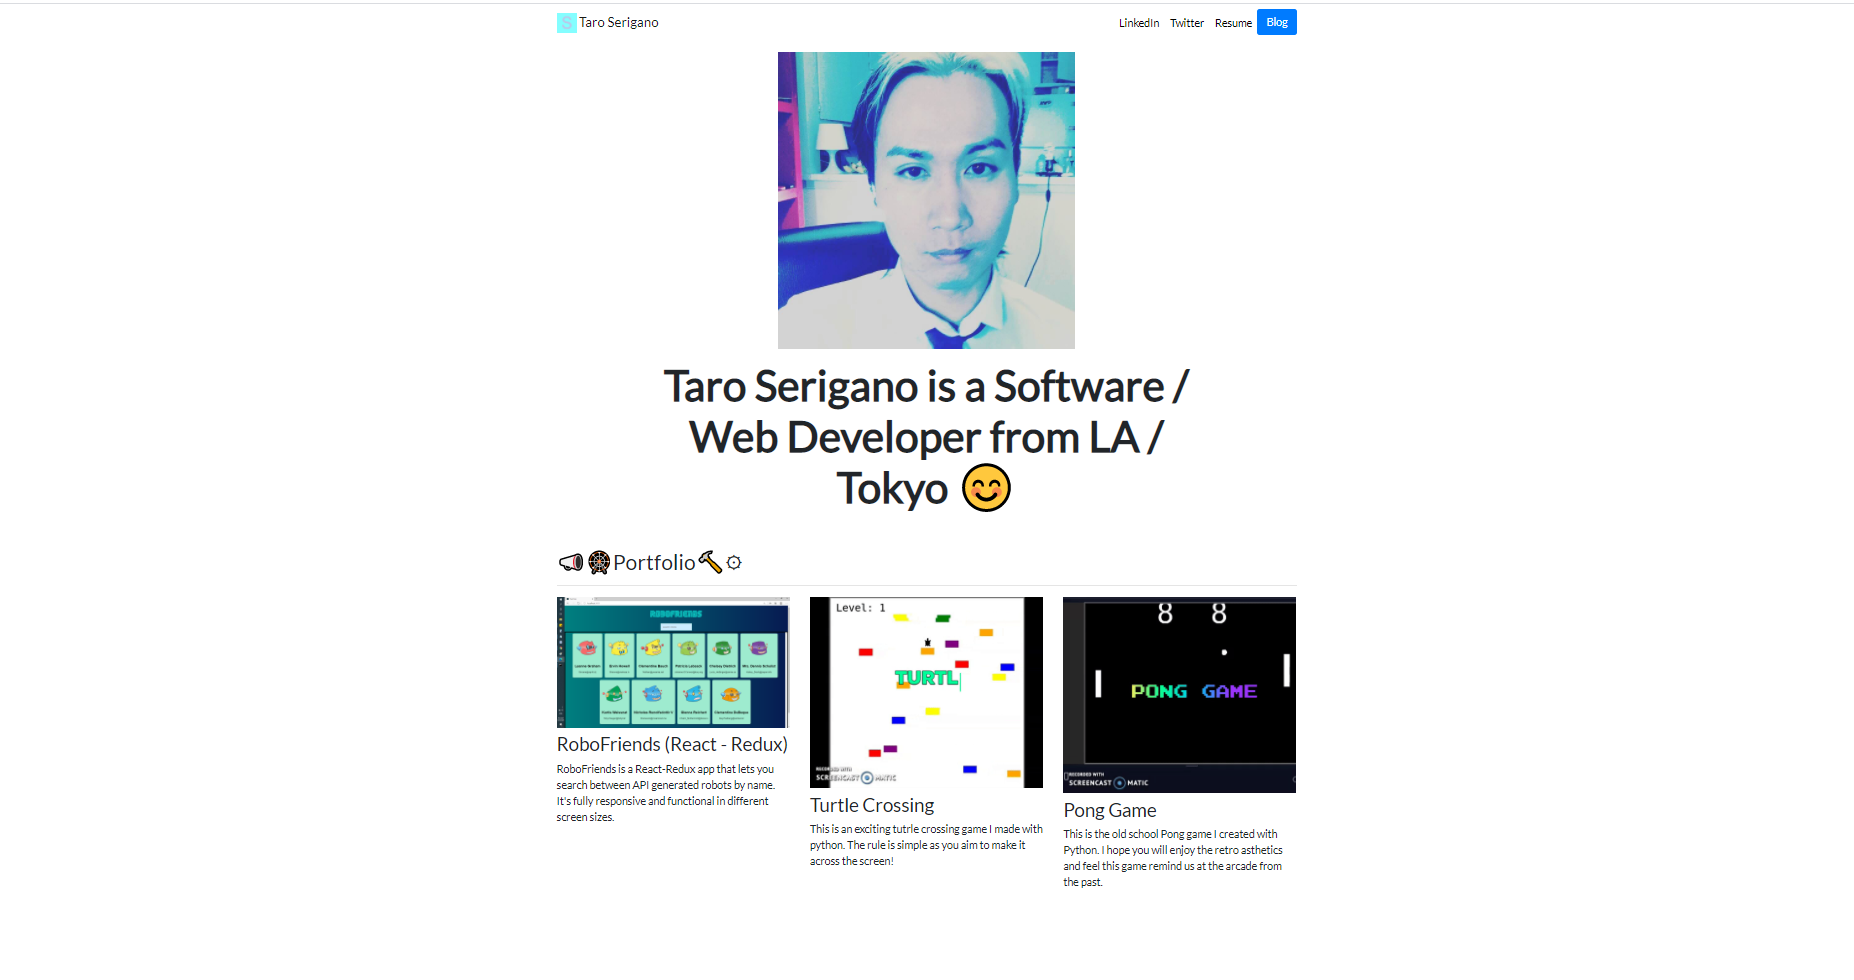 S Taro Serigano
LinkedIn Twitter Resume Blog
Taro Serigano is a Software /
Web Developer from LA /
Tokyo 😊
Portfolio
ROBOFRIENDS
RoboFriends (React - Redux)
RoboFriends is a React-Redux app that lets you
search between API generated robots by name.
It's fully responsive and functional in different
screen sizes.
Level: 1
TURTL
RECORDED WITH
SCREENCAST MATIC
Turtle Crossing
This is an exciting tutrle crossing game I made with
python. The rule is simple as you aim to make it
across the screen!
8 8
PONG GAME
RECORDED WITH
SCREENCAST MATIC
Pong Game
This is the old school Pong game I created with
Python. I hope you will enjoy the retro asthetics
and feel this game remind us at the arcade from
the past.